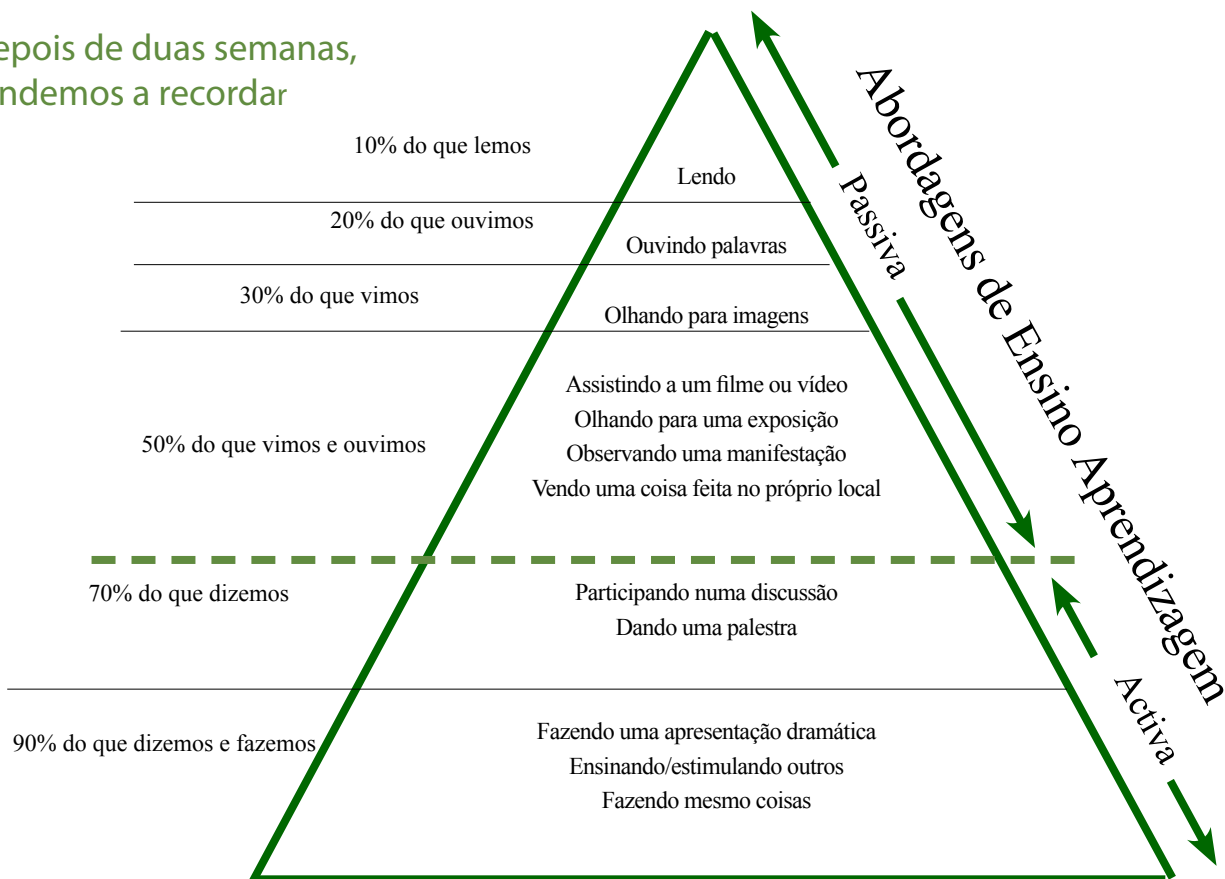 epois de duas semanas,
ndemos a recordar
10% do que lemos
Lendo
20% do que ouvimos
Ouvindo palavras
30% do que vimos
Olhando para imagens
50% do que vimos e ouvimos
Assistindo a um filme ou vídeo
Olhando para uma exposição
Observando uma manifestação
Vendo uma coisa feita no próprio local
70% do que dizemos
Participando numa discussão
Dando uma palestra
90% do que dizemos e fazemos
Fazendo uma apresentação dramática
Ensinando/estimulando outros
Fazendo mesmo coisas
Abordagens de Ensino Aprendizagem
Passiva
Activa